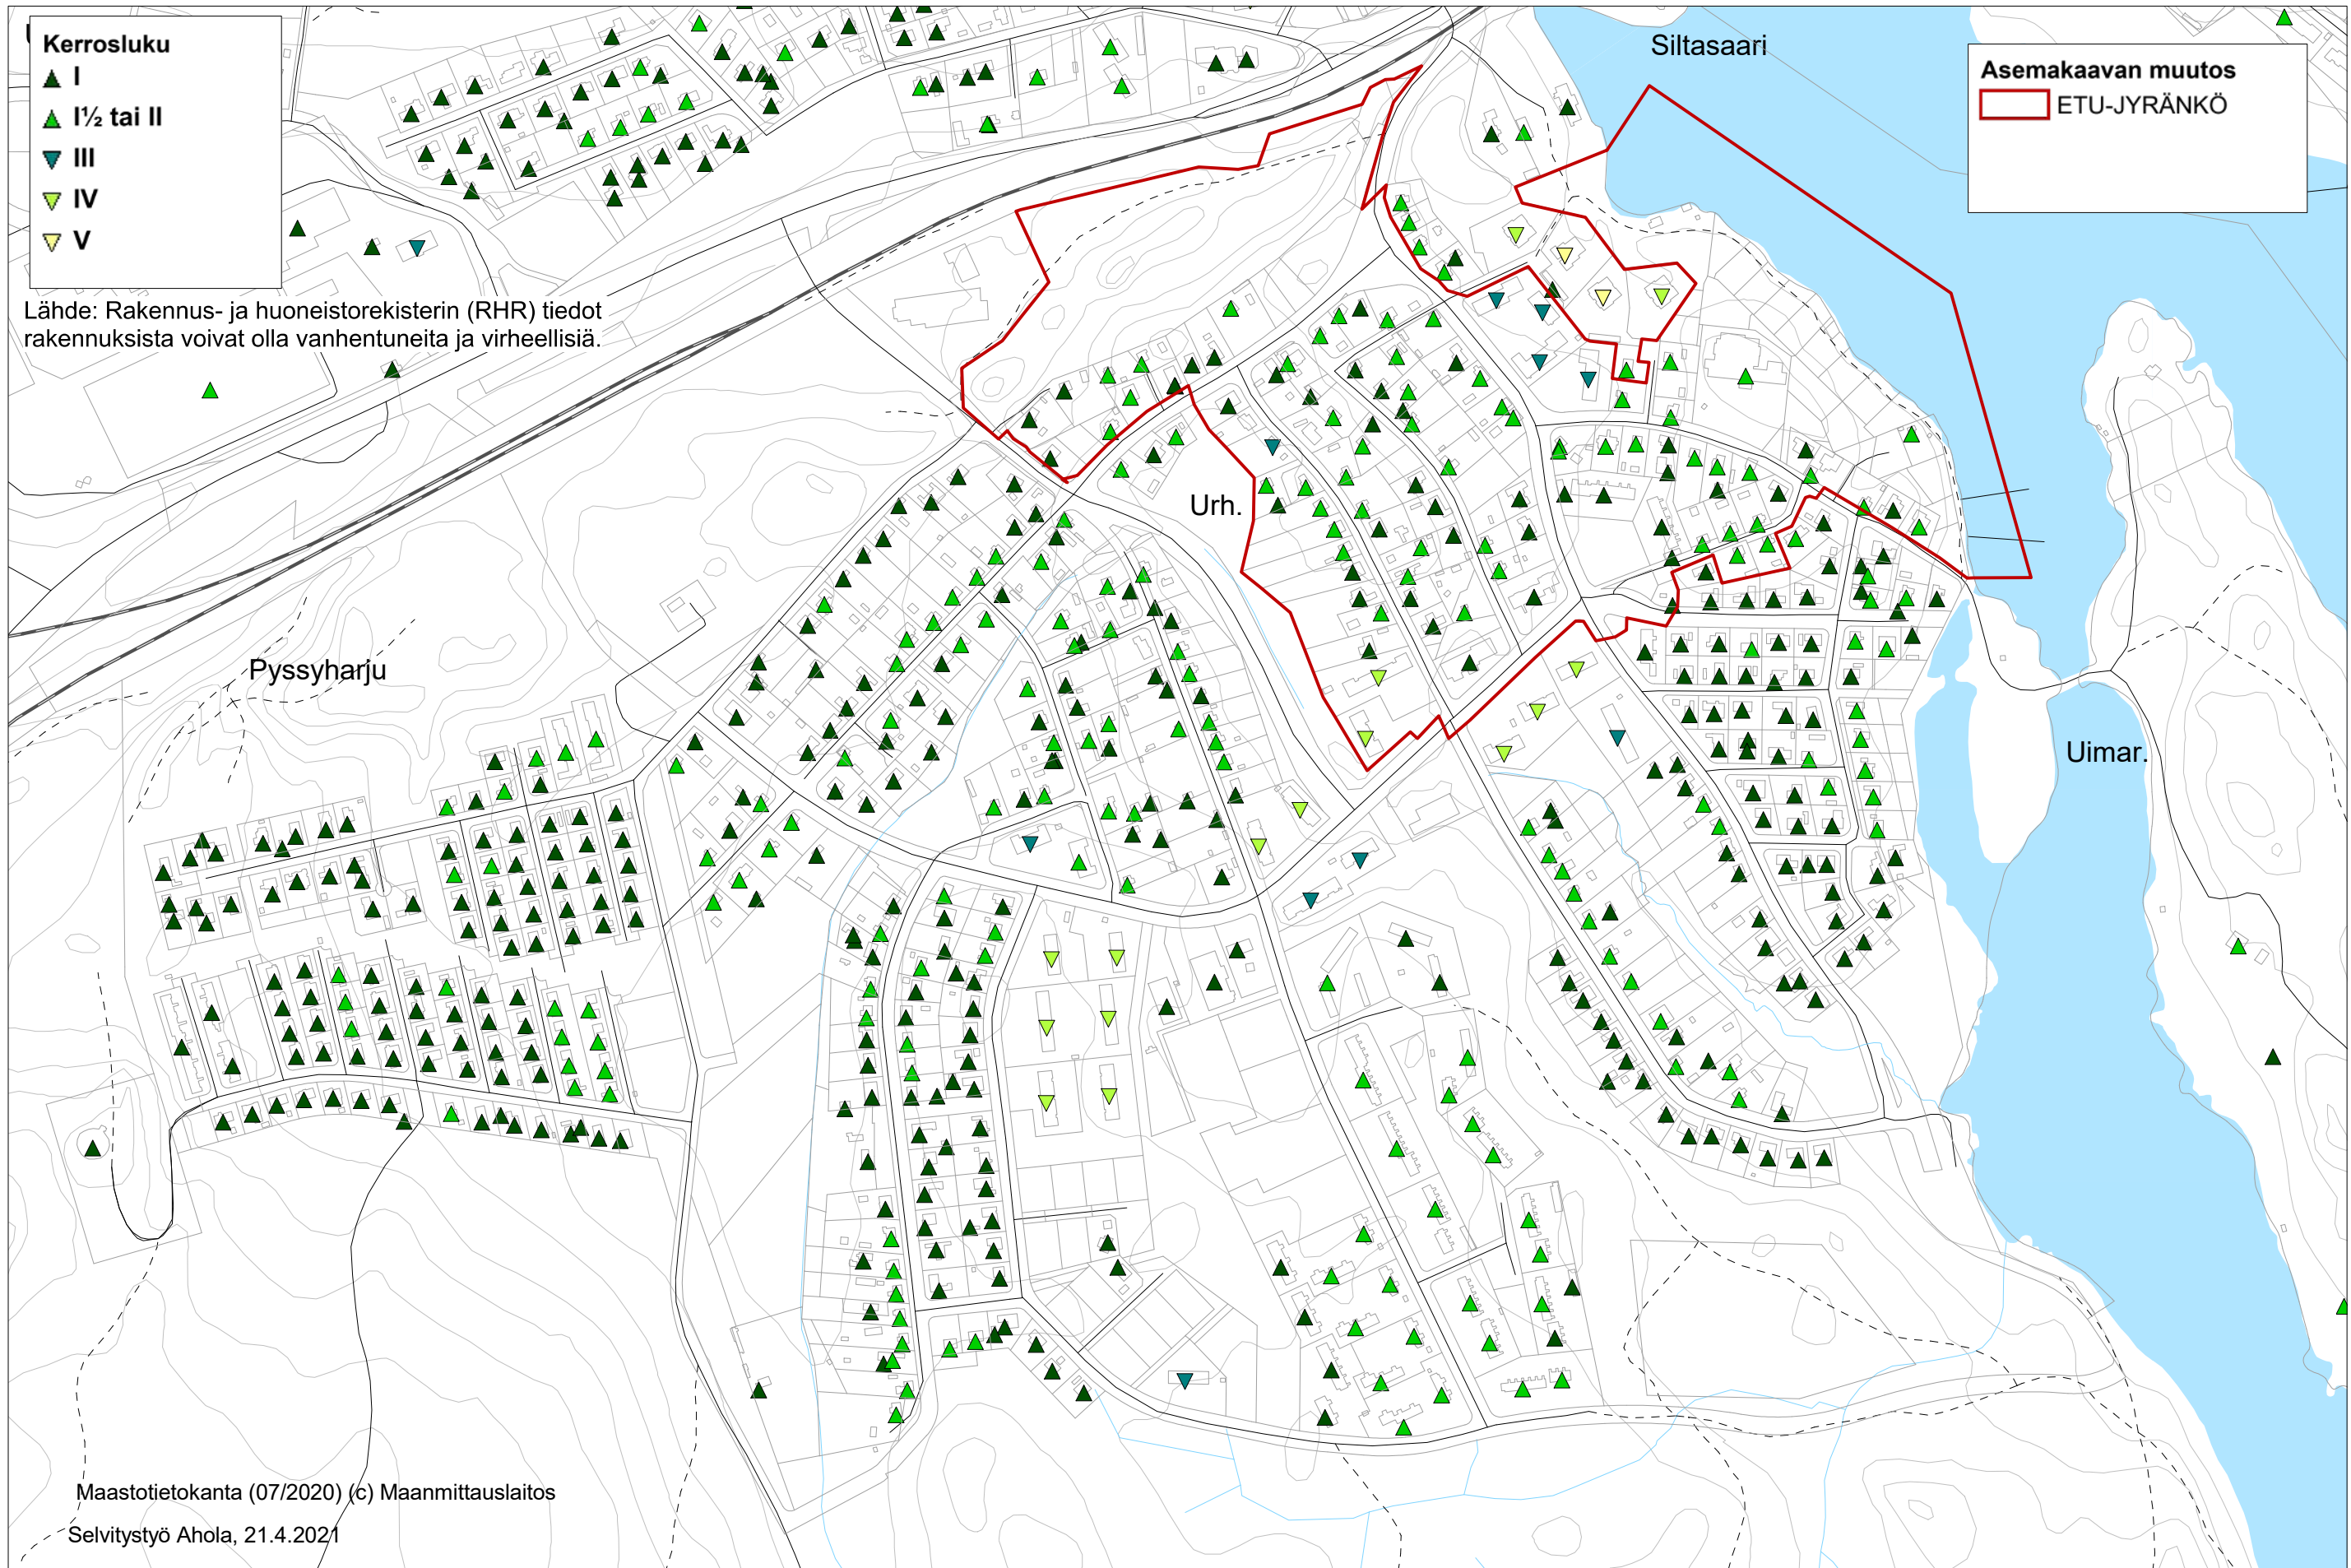 Kerrosluku
I
I½ tai II
III
IV
V
Lähde: Rakennus- ja huoneistorekisterin (RHR) tiedot
rakennuksista voivat olla vanhentuneita ja virheellisiä.
Siltasaari
Asemakaavan muutos
ETU-JYRÄNKÖ
Urh.
Pyssyharju
Uimar.
Maastotietokanta (07/2020) (c) Maanmittauslaitos
Selvitystyö Ahola, 21.4.2021